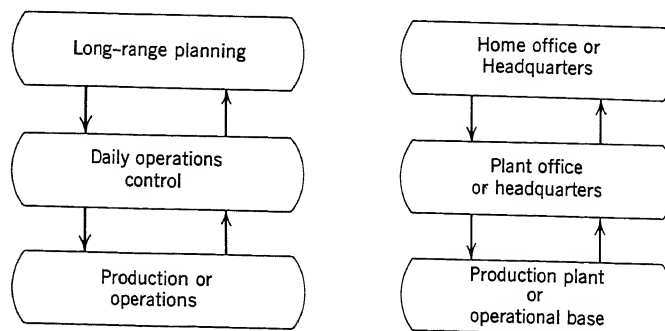 Long-range planning
Daily operations
control
Production or
operations
Home office or
Headquarters
Plant office
or headquarters
Production plant
or
operational base